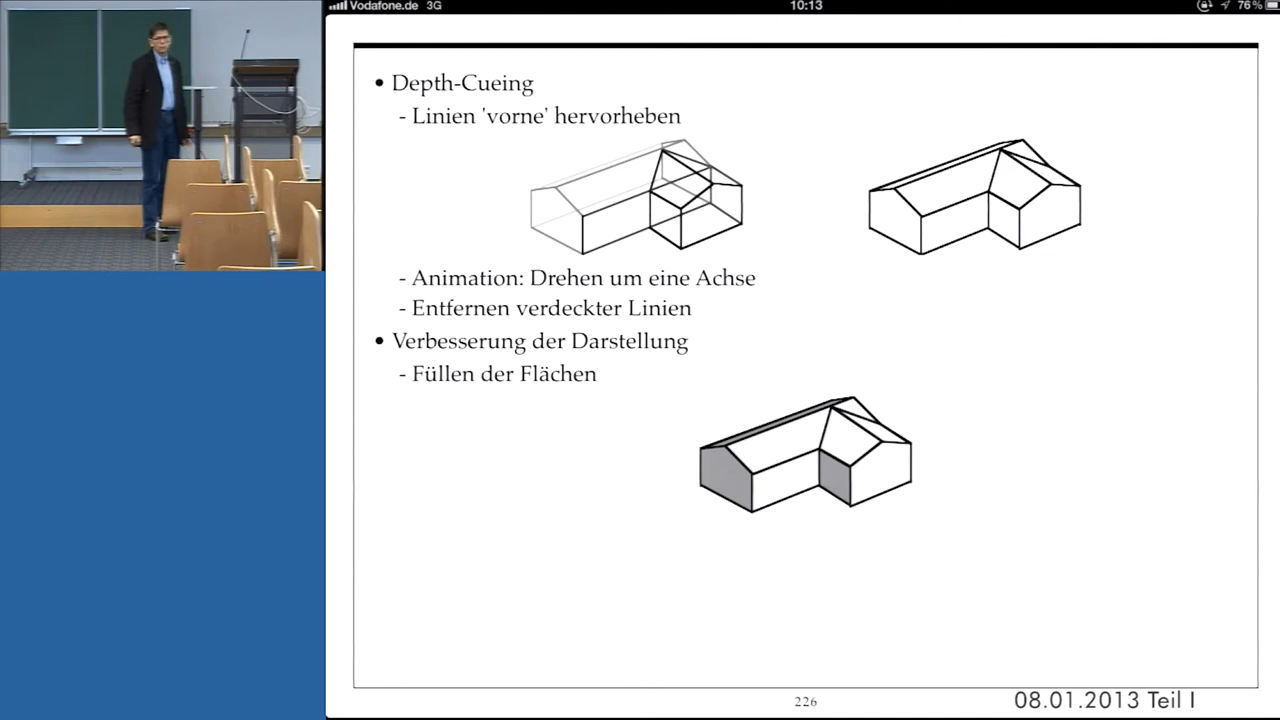 Vodafone.de 3G 10:13 76%
• Depth-Cueing
- Linien 'vorne' hervorheben
- Animation: Drehen um eine Achse
- Entfernen verdeckter Linien
• Verbesserung der Darstellung
- Füllen der Flächen
226
08.01.2013 Teil I